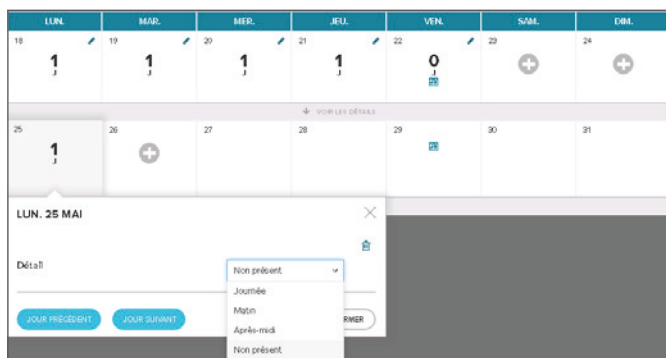 LUN. MAR. MER. JEU. VEN. SAM. DIM.
18 19 20 21 22 23 24
1 1 1 1 0
J J J J J
VOIR LES DÉTAILS
25 26 27 28 29 30 31
1
J
LUN. 25 MAI
Détail
Non présent
Journée
JOUR PRÉCÉDENT JOUR SUIVANT Matin
Après-midi
Non présent